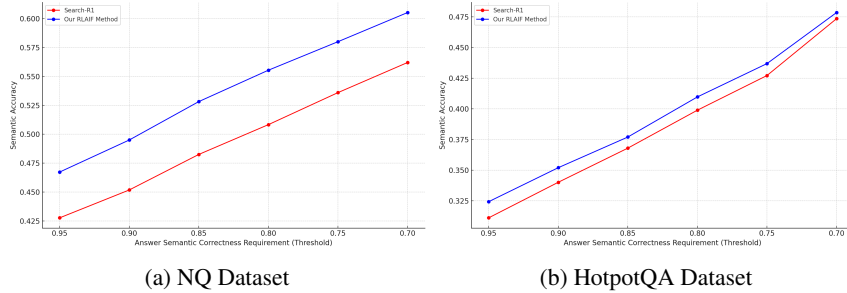 Search-R1
Our RLAIF Method
0.600
0.575
0.550
0.525
0.500
0.475
0.450
0.425
Semantic Accuracy
0.95
0.90
0.85
0.80
0.75
0.70
Answer Semantic Correctness Requirement (Threshold)
(a) NQ Dataset
Search-R1
Our RLAIF Method
0.475
0.450
0.425
0.400
0.375
0.350
0.325
Semantic Accuracy
0.95
0.90
0.85
0.80
0.75
0.70
Answer Semantic Correctness Requirement (Threshold)
(b) HotpotQA Dataset